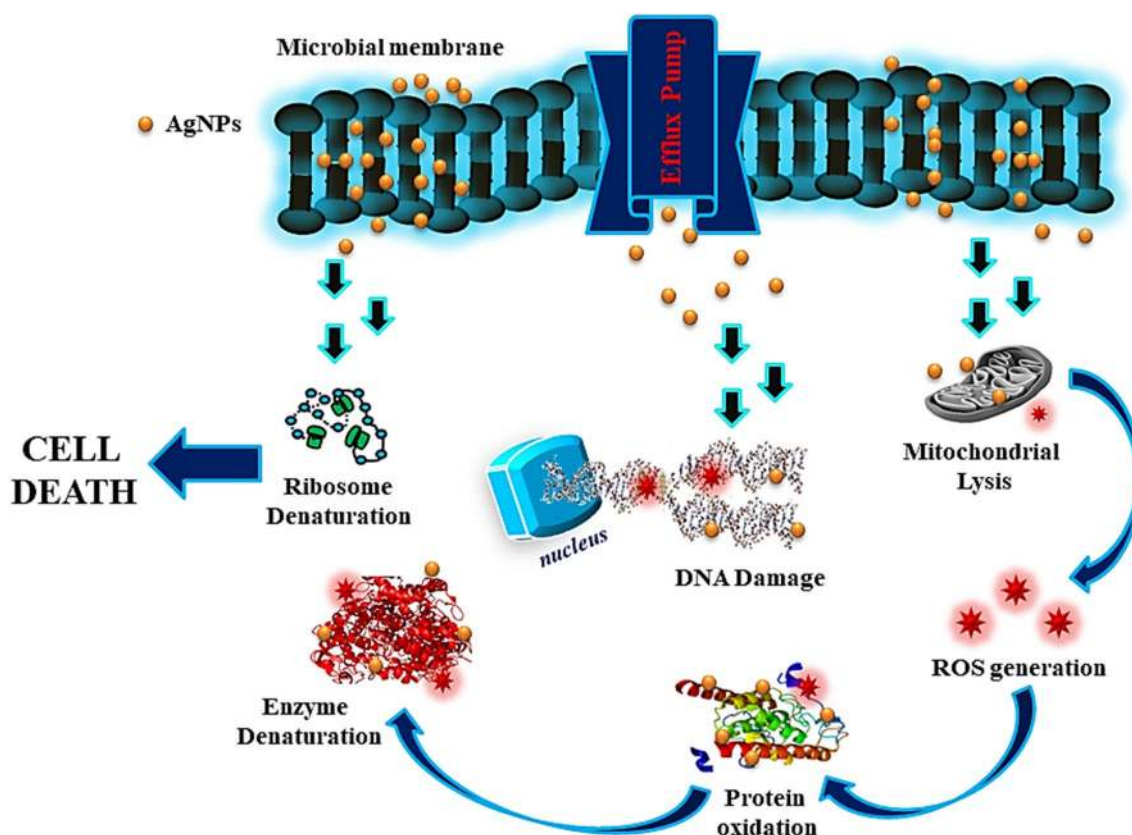 Microbial membrane
AgNPs
Efflux Pump
CELL
DEATH
Ribosome
Denaturation
nucleus
DNA Damage
Mitochondrial
Lysis
ROS generation
Enzyme
Denaturation
Protein
oxidation